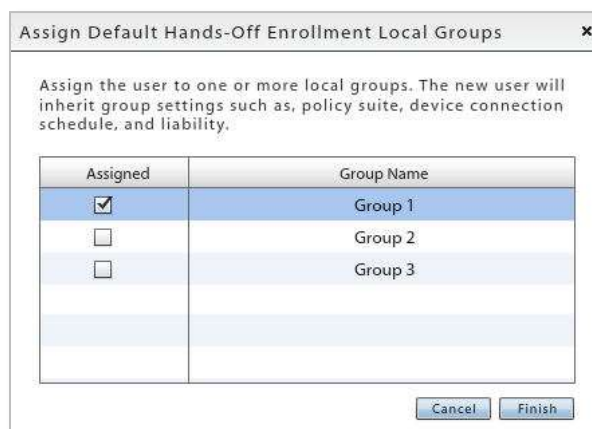 Assign Default Hands-Off Enrollment Local Groups ×
Assign the user to one or more local groups. The new user will
inherit group settings such as, policy suite, device connection
schedule, and liability.
Assigned Group Name
Group 1
Group 2
Group 3
Cancel Finish